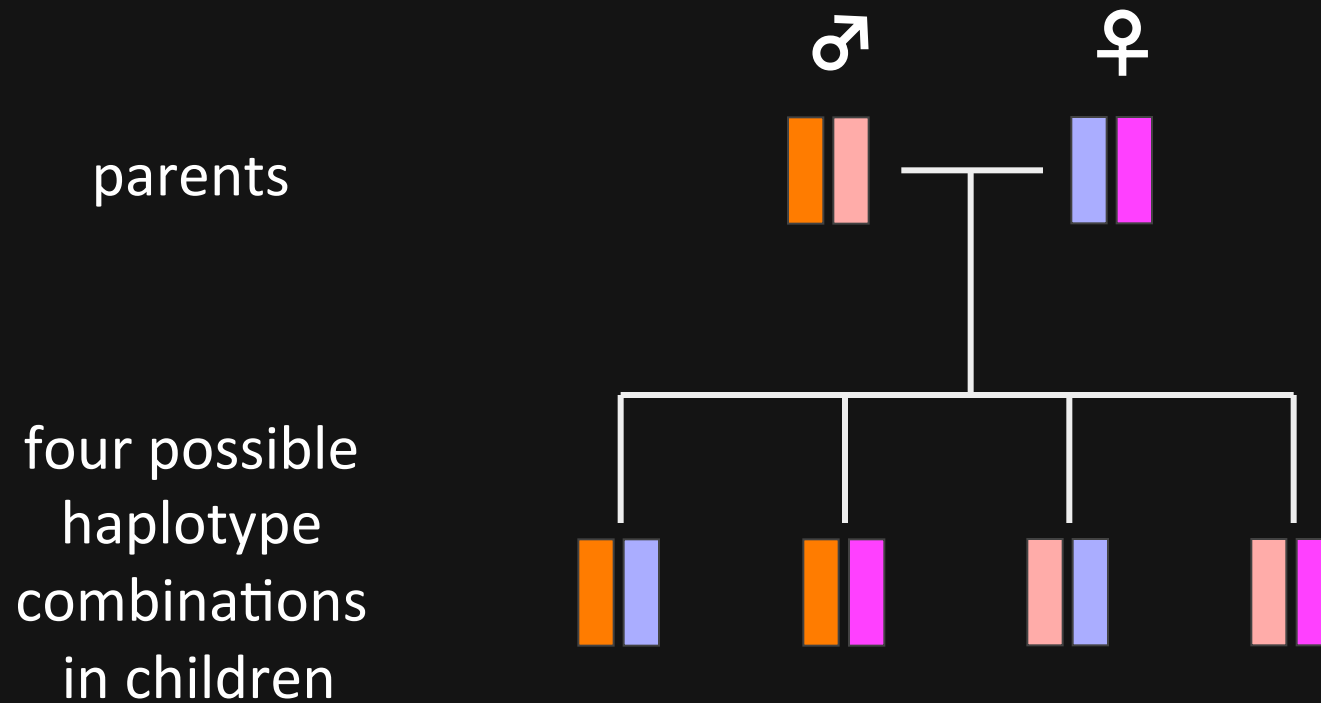 parents
four possible
haplotype
combinations
in children